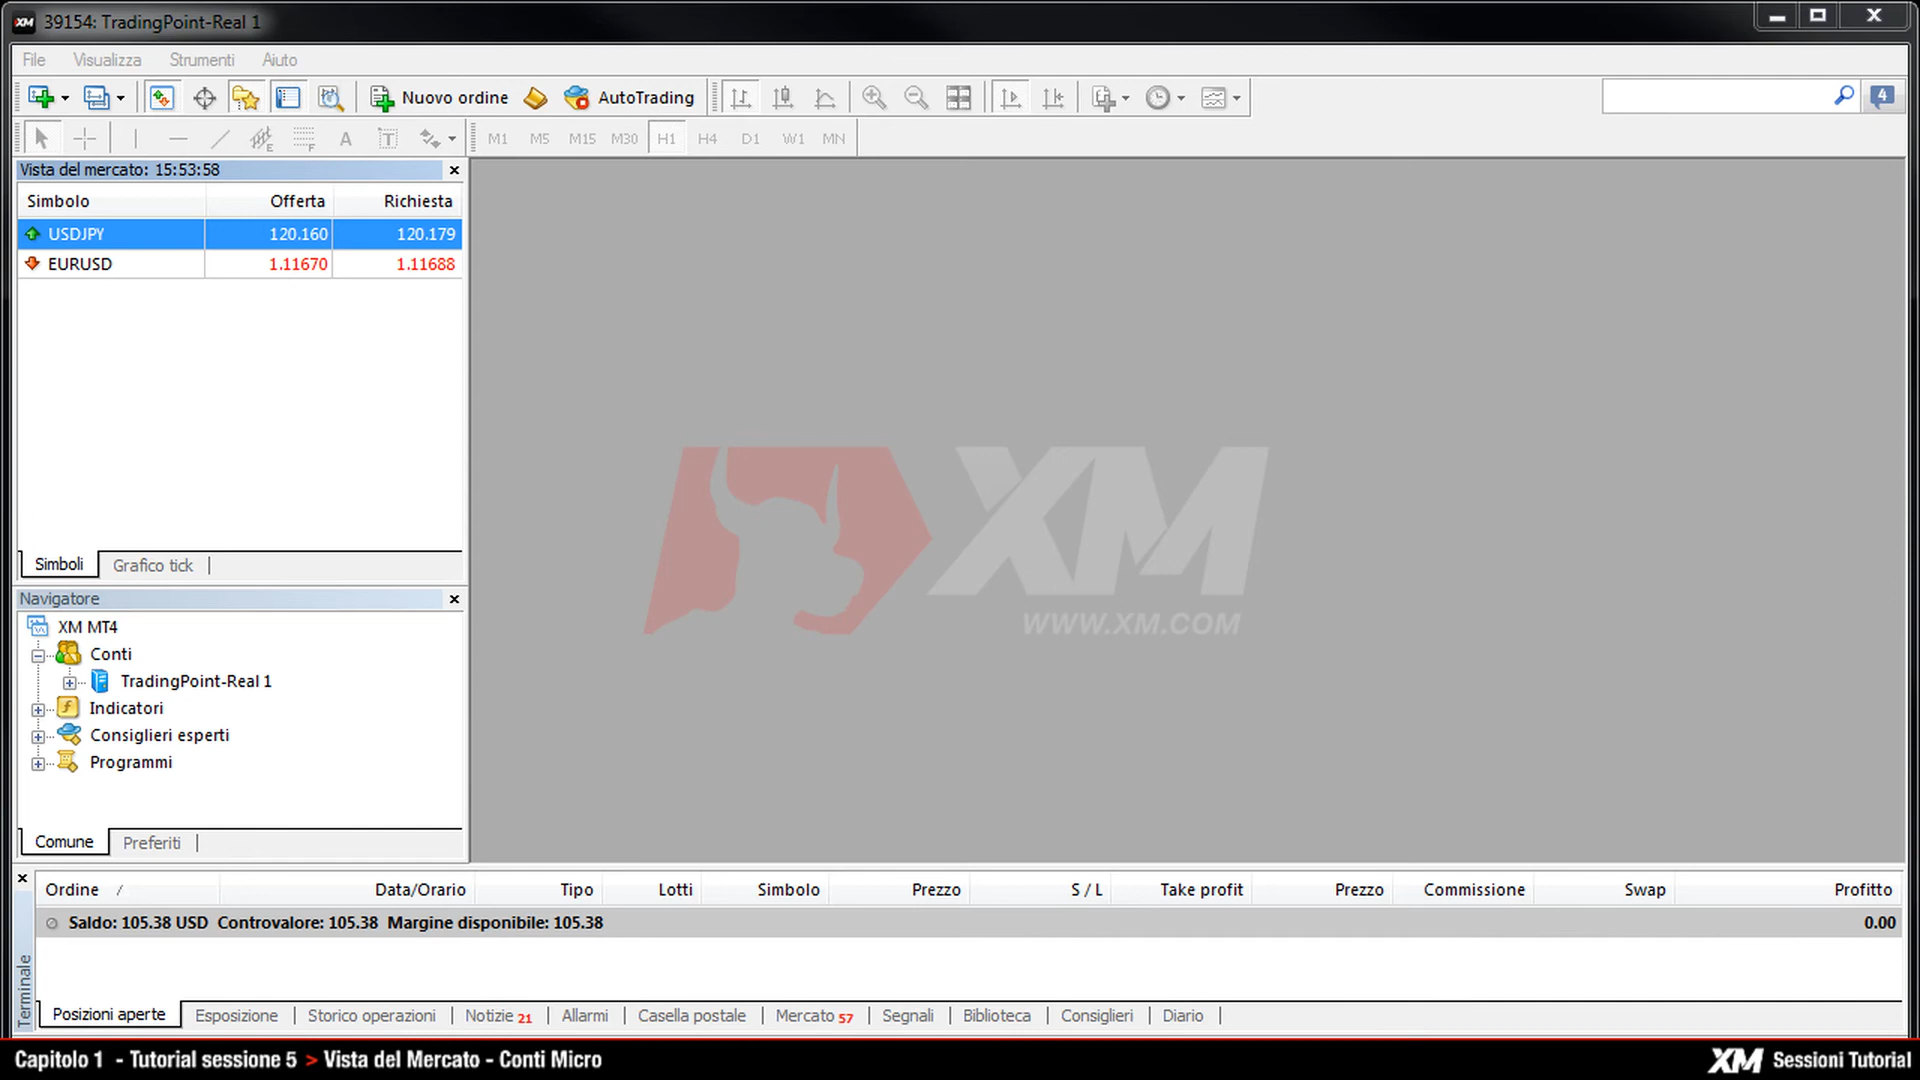 XM 39154: TradingPoint-Real 1
File Visualizza Strumenti Aiuto
Nuovo ordine AutoTrading 4
A T M1 M5 M15 M30 H1 H4 D1 W1 MN
Vista del mercato: 15:53:58
Simbolo Offerta Richiesta
USDJPY 120.160 120.179
EURUSD 1.11670 1.11688
Simboli Grafico tick
XM
WWW.XM.COM
Navigatore
XM MT4
Conti
TradingPoint-Real 1
Indicatori
Consiglieri esperti
Programmi
Comune Preferiti
Ordine / Data/Orario Tipo Lotti Simbolo Prezzo S / L Take profit Prezzo Commissione Swap Profitto
Saldo: 105.38 USD Controvalore: 105.38 Margine disponibile: 105.38 0.00
Terminale
Posizioni aperte Esposizione Storico operazioni Notizie 21 Allarmi Casella postale Mercato 57 Segnali Biblioteca Consiglieri Diario
Capitolo 1 - Tutorial sessione 5 > Vista del Mercato - Conti Micro XM Sessioni Tutorial